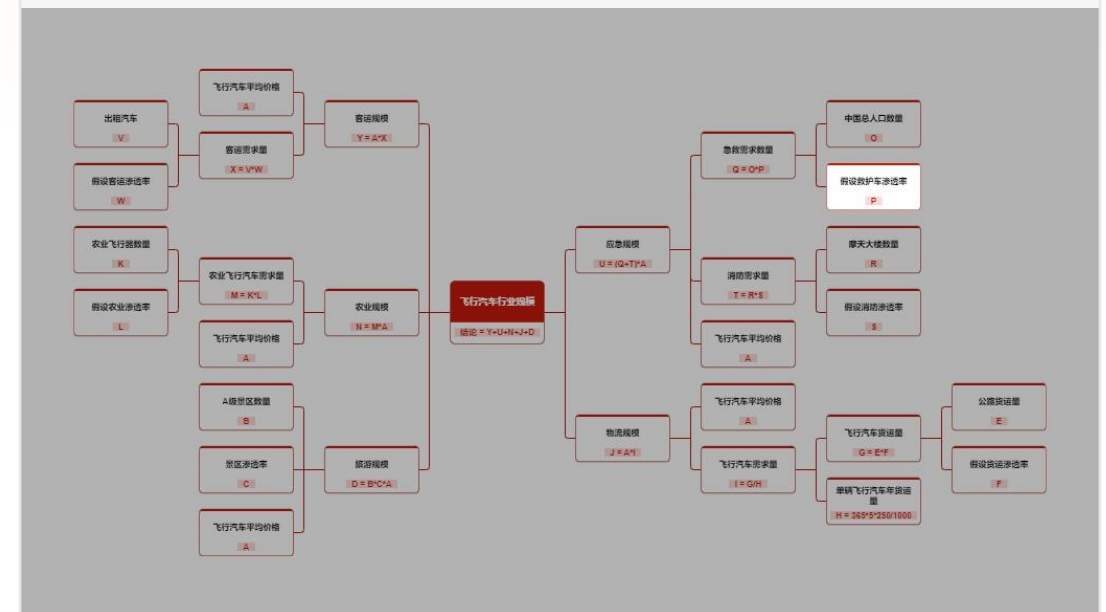 飞行汽车平均价格
A
出租汽车
V
客运规模
Y = A*X
客运需求量
X = V*W
假设客运渗透率
W
农业飞行器数量
K
农业飞行汽车需求量
M = K*L
假设农业渗透率
L
农业规模
N = M*A
飞行汽车平均价格
A
A级景区数量
B
景区渗透率
C
旅游规模
D = B*C*A
飞行汽车平均价格
A
飞行汽车行业规模
结论 = Y+U+N+J+D
中国总人口数量
O
急救需求数量
Q = O*P
假设救护车渗透率
P
应急规模
U = (Q+T)*A
摩天大楼数量
R
消防需求量
T = R*S
假设消防渗透率
S
飞行汽车平均价格
A
飞行汽车平均价格
A
物流规模
J = A*I
公路货运量
E
飞行汽车货运量
G = E*F
飞行汽车需求量
I = G/H
假设货运渗透率
F
单辆飞行汽车年货运
量
H = 365*5*250/1000